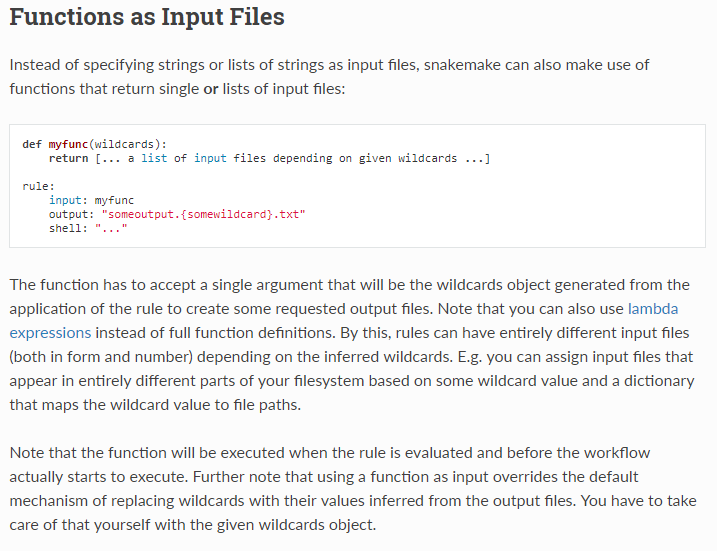 Functions as Input Files
Instead of specifying strings or lists of strings as input files, snakemake can also make use of
functions that return single or lists of input files:
def myfunc(wildcards):
    return [... a list of input files depending on given wildcards ...]
rule:
    input: myfunc
    output: "someoutput.{somewildcard}.txt"
    shell: "..."
The function has to accept a single argument that will be the wildcards object generated from the
application of the rule to create some requested output files. Note that you can also use lambda
expressions instead of full function definitions. By this, rules can have entirely different input files
(both in form and number) depending on the inferred wildcards. E.g. you can assign input files that
appear in entirely different parts of your filesystem based on some wildcard value and a dictionary
that maps the wildcard value to file paths.
Note that the function will be executed when the rule is evaluated and before the workflow
actually starts to execute. Further note that using a function as input overrides the default
mechanism of replacing wildcards with their values inferred from the output files. You have to take
care of that yourself with the given wildcards object.